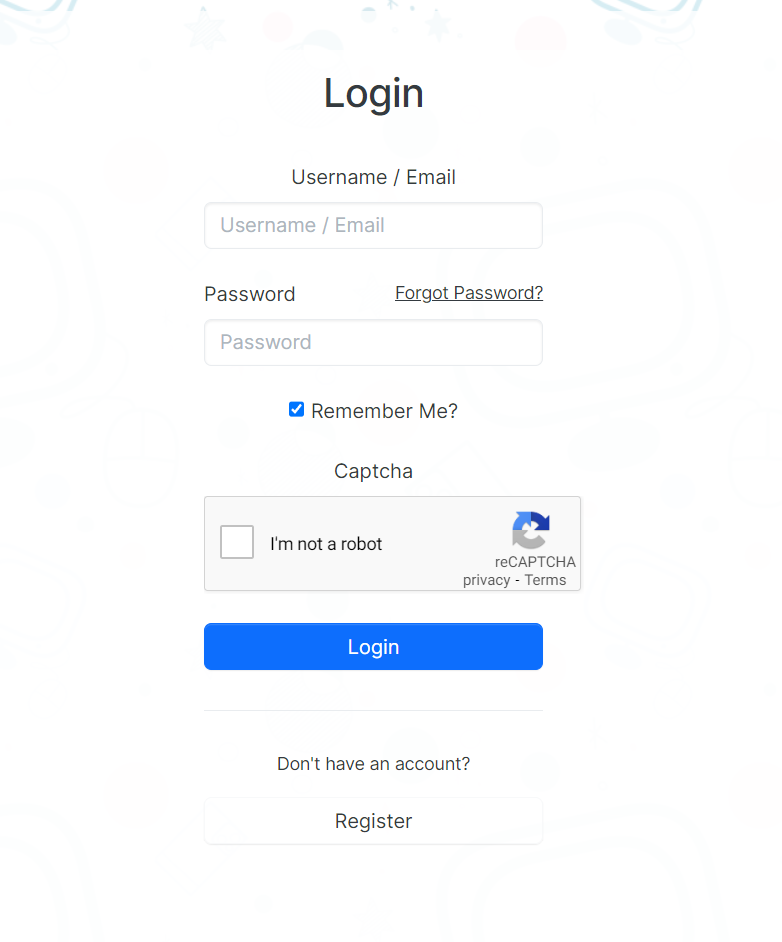 Login
Username / Email
Username / Email
Password Forgot Password?
Password
Remember Me?
Captcha
I'm not a robot
reCAPTCHA
privacy - Terms
Login
Don't have an account?
Register